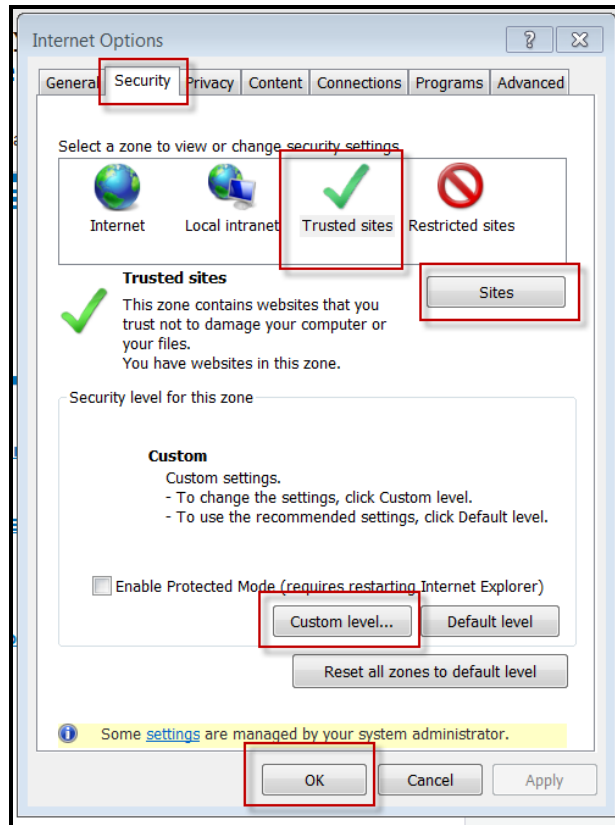 Internet Options
General Security Privacy Content Connections Programs Advanced
Select a zone to view or change security settings.
Internet Local intranet Trusted sites Restricted sites
Trusted sites
Sites
This zone contains websites that you
trust not to damage your computer or
your files.
You have websites in this zone.
Security level for this zone
Custom
Custom settings.
- To change the settings, click Custom level.
- To use the recommended settings, click Default level.
Enable Protected Mode (requires restarting Internet Explorer)
Custom level... Default level
Reset all zones to default level
Some settings are managed by your system administrator.
OK Cancel Apply